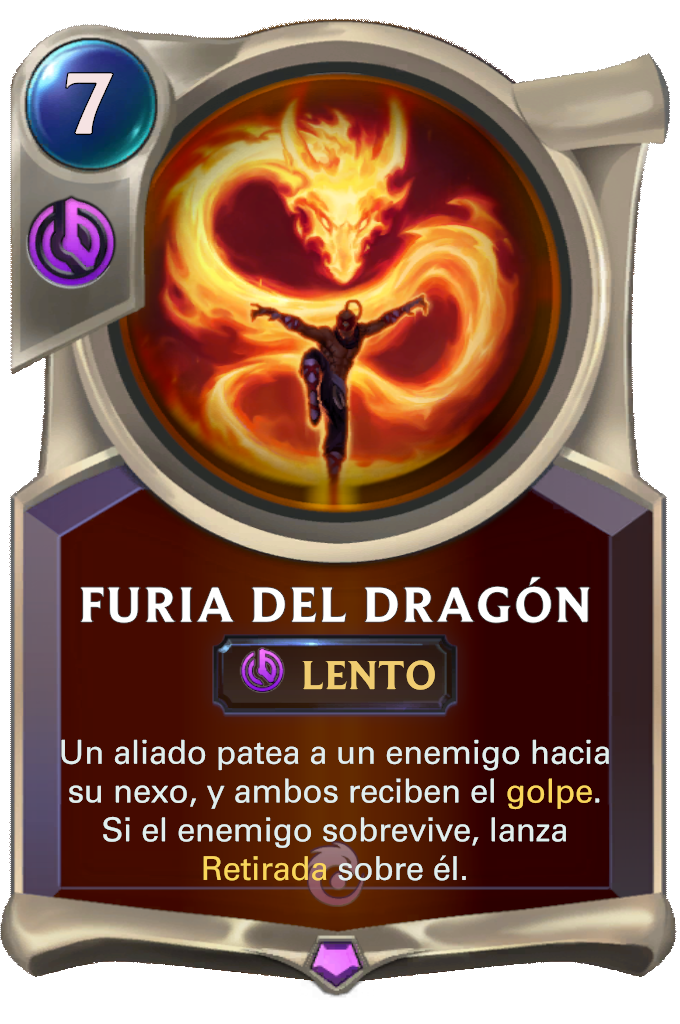 7
FURIA DEL DRAGÓN
LENTO
Un aliado patea a un enemigo hacia
su nexo, y ambos reciben el golpe.
Si el enemigo sobrevive, lanza
Retirada sobre él.